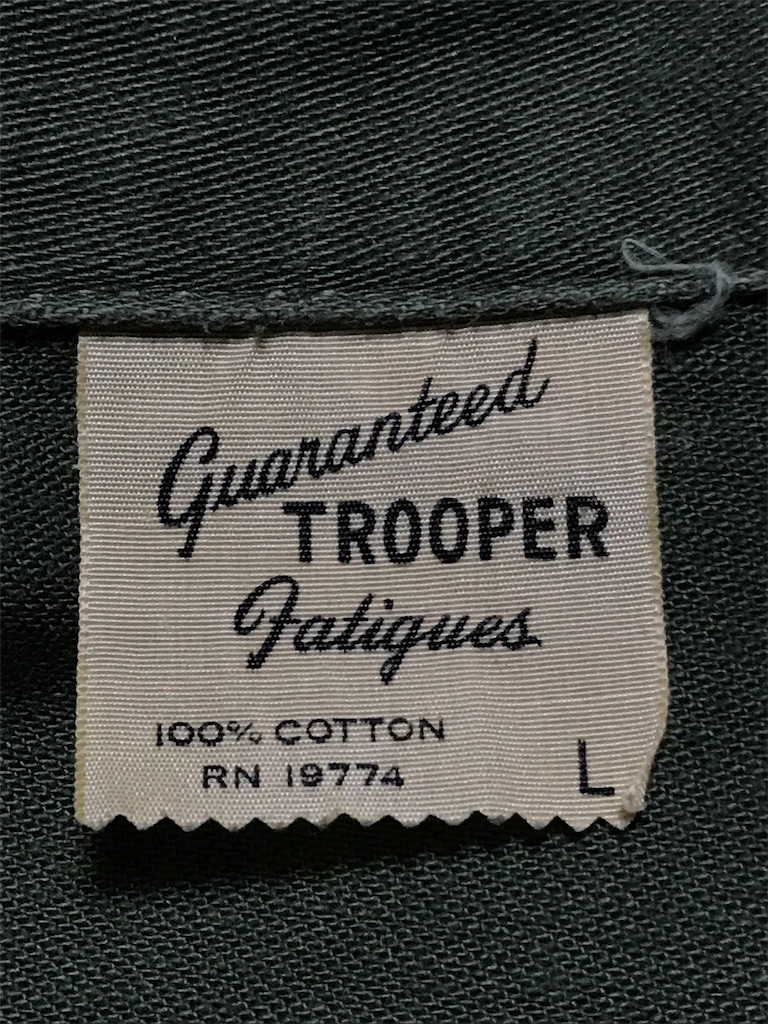 Guaranteed
TROOPER
Fatigues
100% COTTON
RN 19774
L